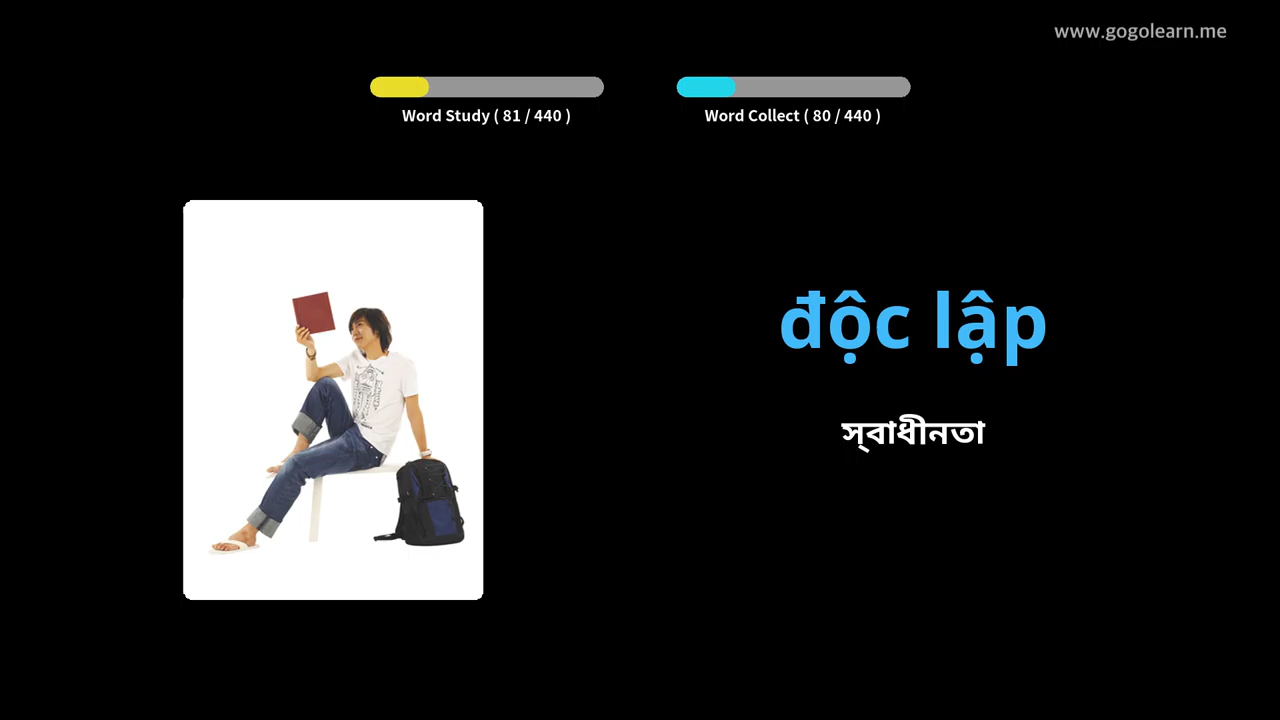 www.gogolearn.me
Word Study ( 81 / 440 )
Word Collect ( 80 / 440 )
độc lập
স্বাধীনতা